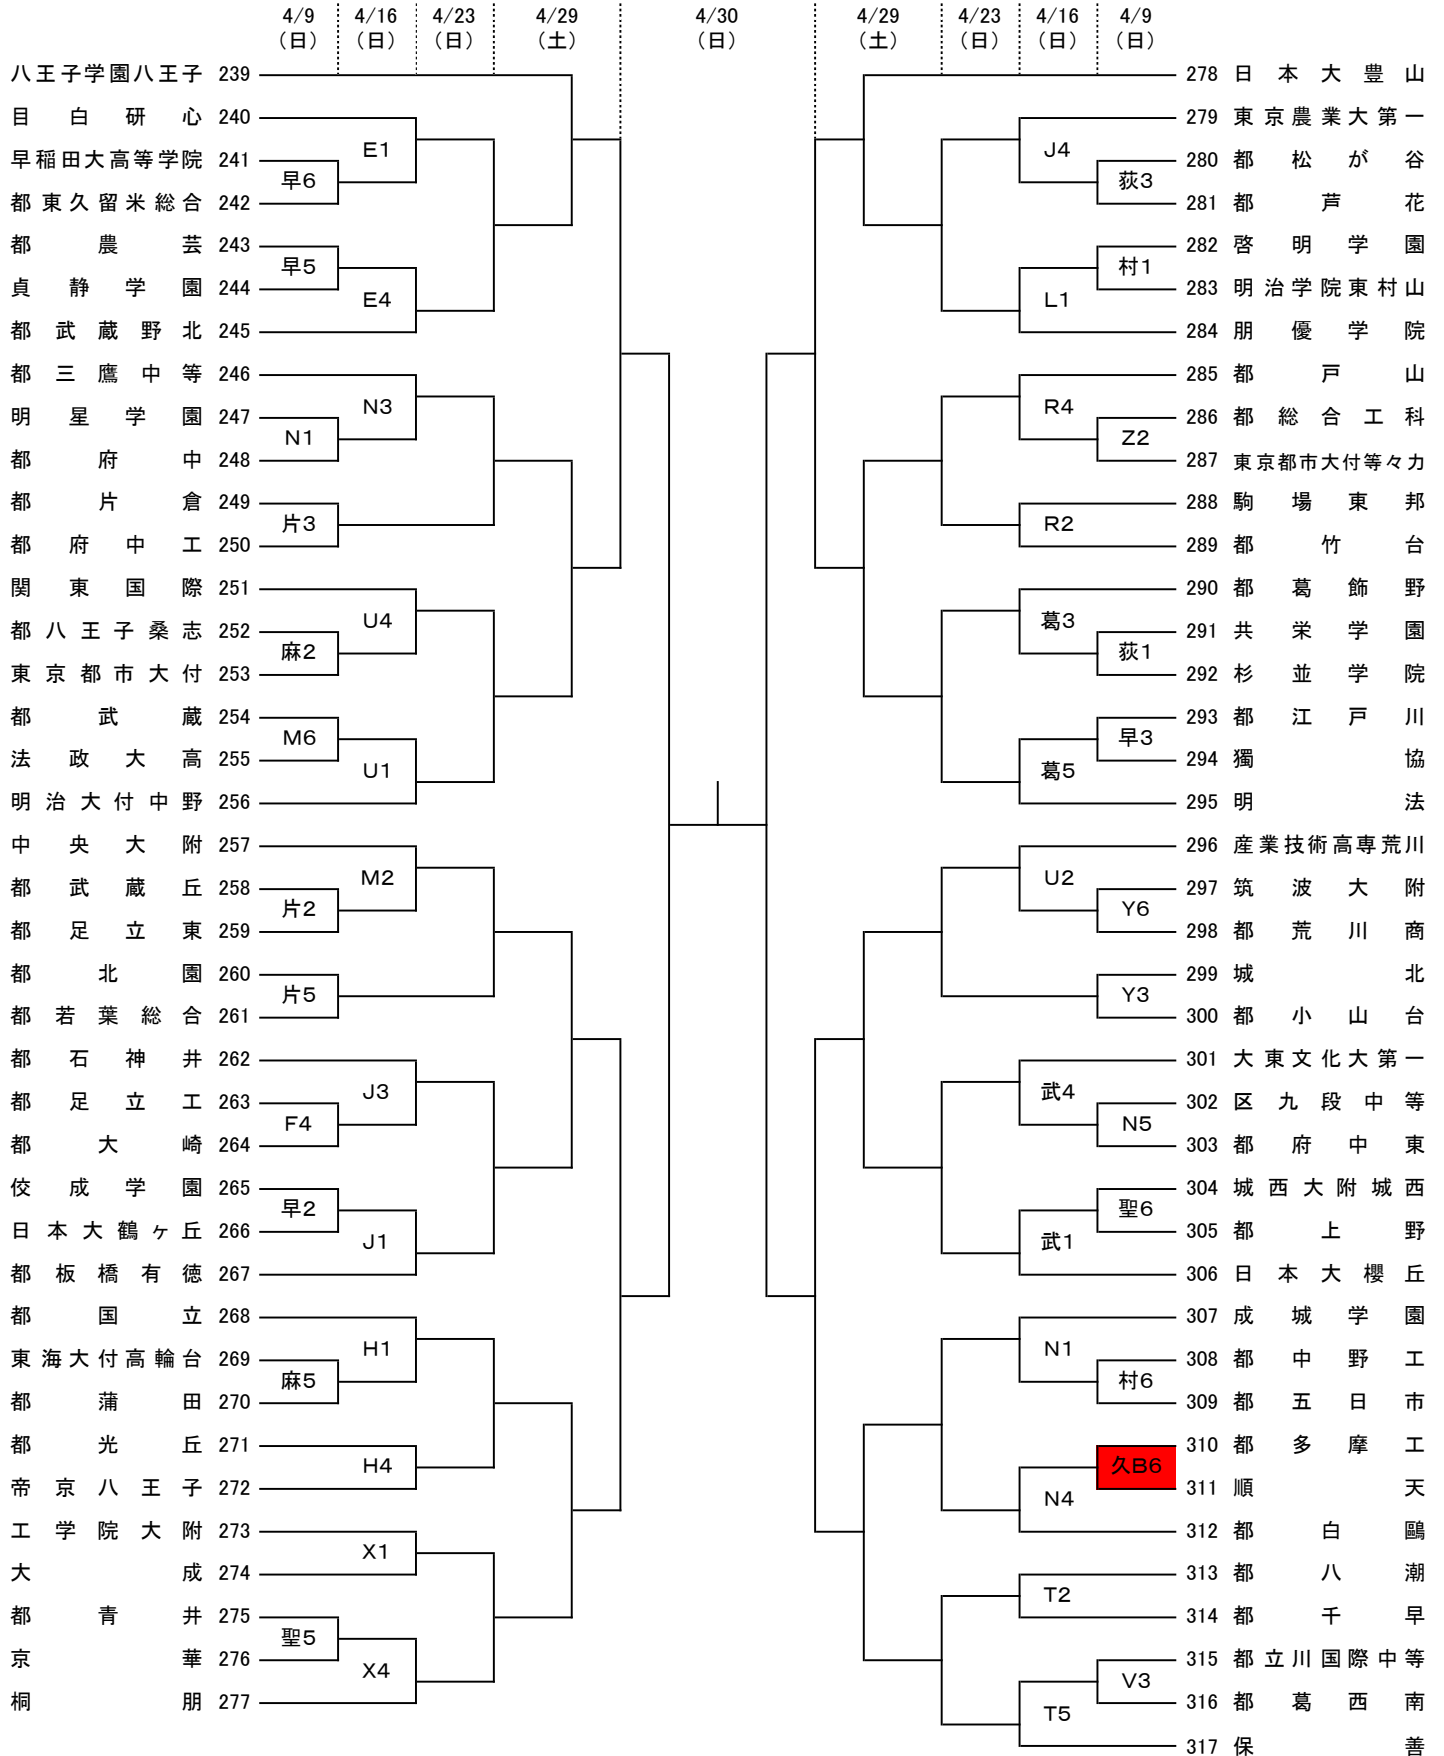 4/9 4/16 4/23 4/29 4/30 4/29 4/23 4/16 4/9
(日) (日) (日) (土) (日) (土) (日) (日) (日)
八王子学園八王子 239
目白研心 240
E1
早稲田大高等学院 241
早6
都東久留米総合 242
都農芸 243
早5
貞静学園 244
E4
都武蔵野北 245
都三鷹中等 246
N3
明星学園 247
N1
都府中 248
都片倉 249
片3
都府中工 250
関東国際 251
U4
都八王子桑志 252
麻2
東京都市大付 253
都武蔵 254
M6
法政大高 255
U1
明治大付中野 256
中央大附 257
M2
都武蔵丘 258
片2
都足立東 259
都北園 260
片5
都若葉総合 261
都石神井 262
J3
都足立工 263
F4
都大崎 264
佼成学園 265
早2
日本大鶴ヶ丘 266
J1
都板橋有徳 267
都国立 268
H1
東海大付高輪台 269
麻5
都蒲田 270
都光丘 271
H4
帝京八王子 272
工学院大附 273
X1
大成 274
都青井 275
聖5
京華 276
X4
桐朋 277
278 日本大豊山
279 東京農業大第一
J4
280 都松が谷
荻3
281 都芦花
282 啓明学園
村1
283 明治学院東村山
L1
284 朋優学院
285 都戸山
R4
286 都総合工科
Z2
287 東京都市大付等々力
288 駒場東邦
R2
289 都竹台
290 都葛飾野
葛3
291 共栄学園
荻1
292 杉並学院
293 都江戸川
早3
294 獨協
葛5
295 明法
296 産業技術高専荒川
U2
297 筑波大附
Y6
298 都荒川商
299 城北
Y3
300 都小山台
301 大東文化大第一
武4
302 区九段中等
N5
303 都府中東
304 城西大附城西
聖6
305 都上野
武1
306 日本大櫻丘
307 成城学園
N1
308 都中野工
村6
309 都五日市
310 都多摩工
久B6
311 順天
N4
312 都白鷗
313 都八潮
T2
314 都千早
315 都立川国際中等
V3
316 都葛西南
T5
317 保善